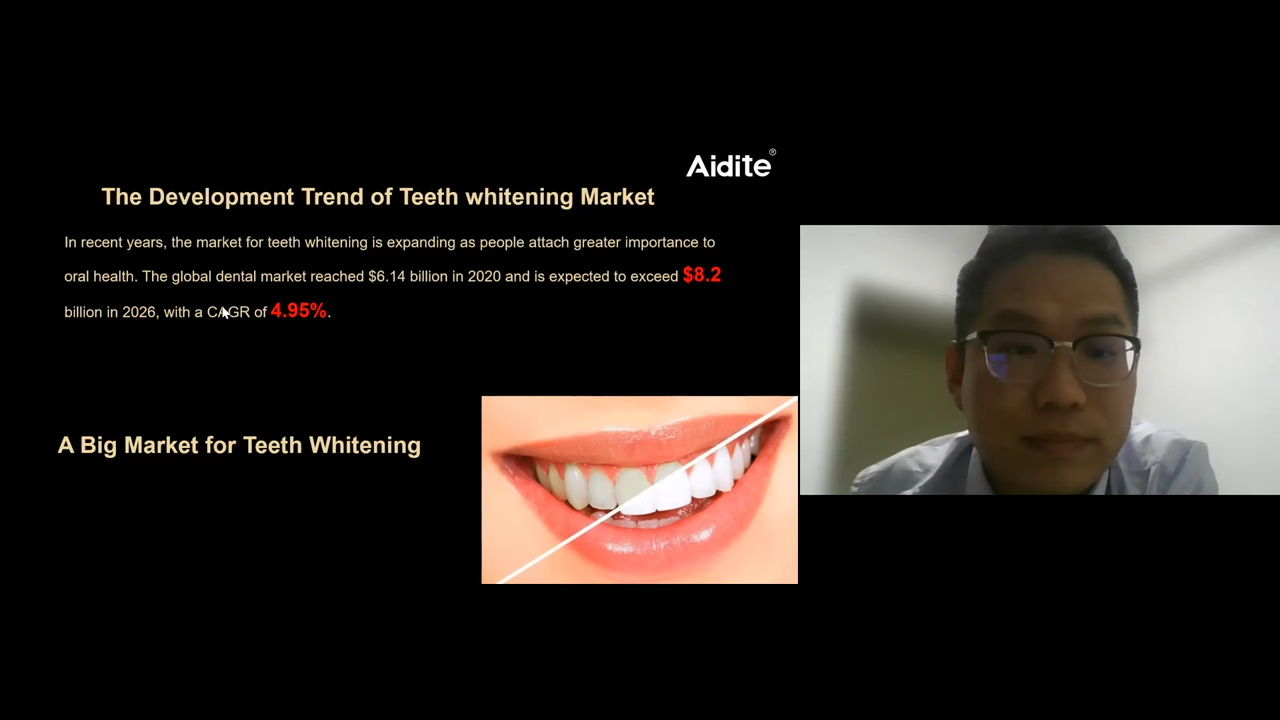 Aidite®
The Development Trend of Teeth whitening Market
In recent years, the market for teeth whitening is expanding as people attach greater importance to
oral health. The global dental market reached $6.14 billion in 2020 and is expected to exceed $8.2
billion in 2026, with a CAGR of 4.95%.
A Big Market for Teeth Whitening